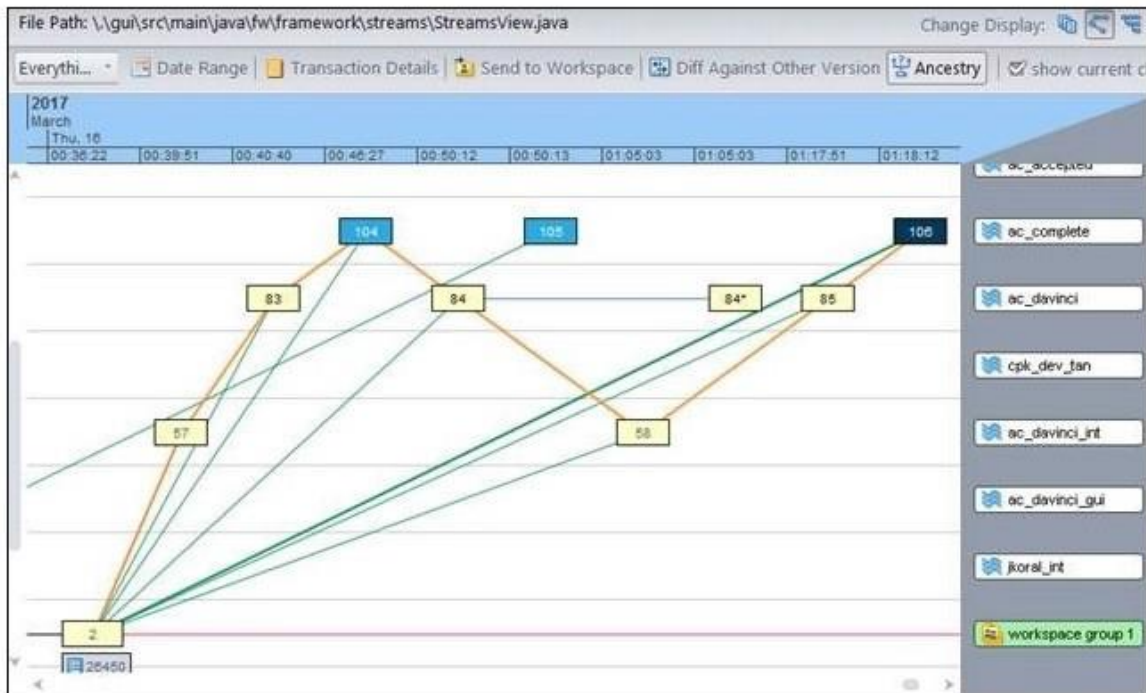 File Path: \.\gui\src\main\java\fw\framework\streams\StreamsView.java
Change Display:
Everythi... Date Range Transaction Details Send to Workspace Diff Against Other Version Ancestry show current c
2017
March
Thu, 16
00:36:22 00:39:51 00:40:40 00:46:27 00:50:12 00:50:13 01:05:03 01:05:03 01:17:51 01:18:12
ac_accepted
104 105 106 ac_complete
83 84 84* 85 ac_davinci
cpk_dev_tan
57 58 ac_davinci_int
ac_davinci_gui
jkoral_int
2 workspace group 1
26450